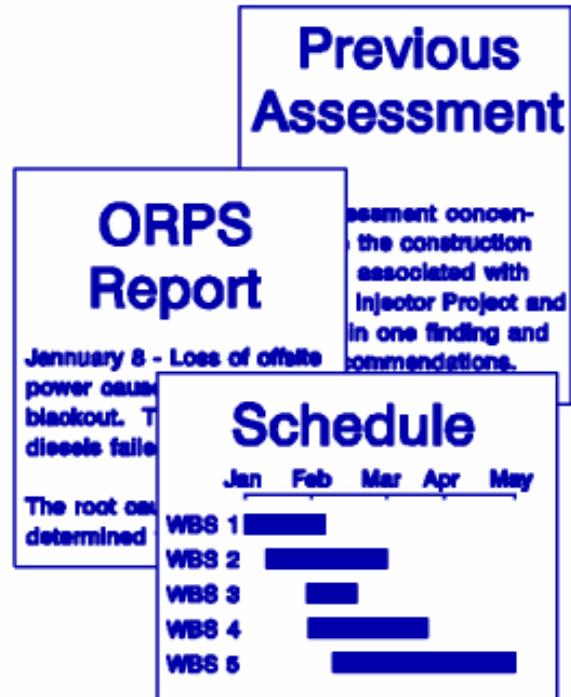 Previous
Assessment
essment concen-
the construction
associated with
Injector Project and
in one finding and
commendations.
ORPS
Report
Jennuary 8 - Loss of offsite
power cause
blackout. T
diesels faile
The root cau
determined
Schedule
Jan Feb Mar Apr May
WBS 1
WBS 2
WBS 3
WBS 4
WBS 5